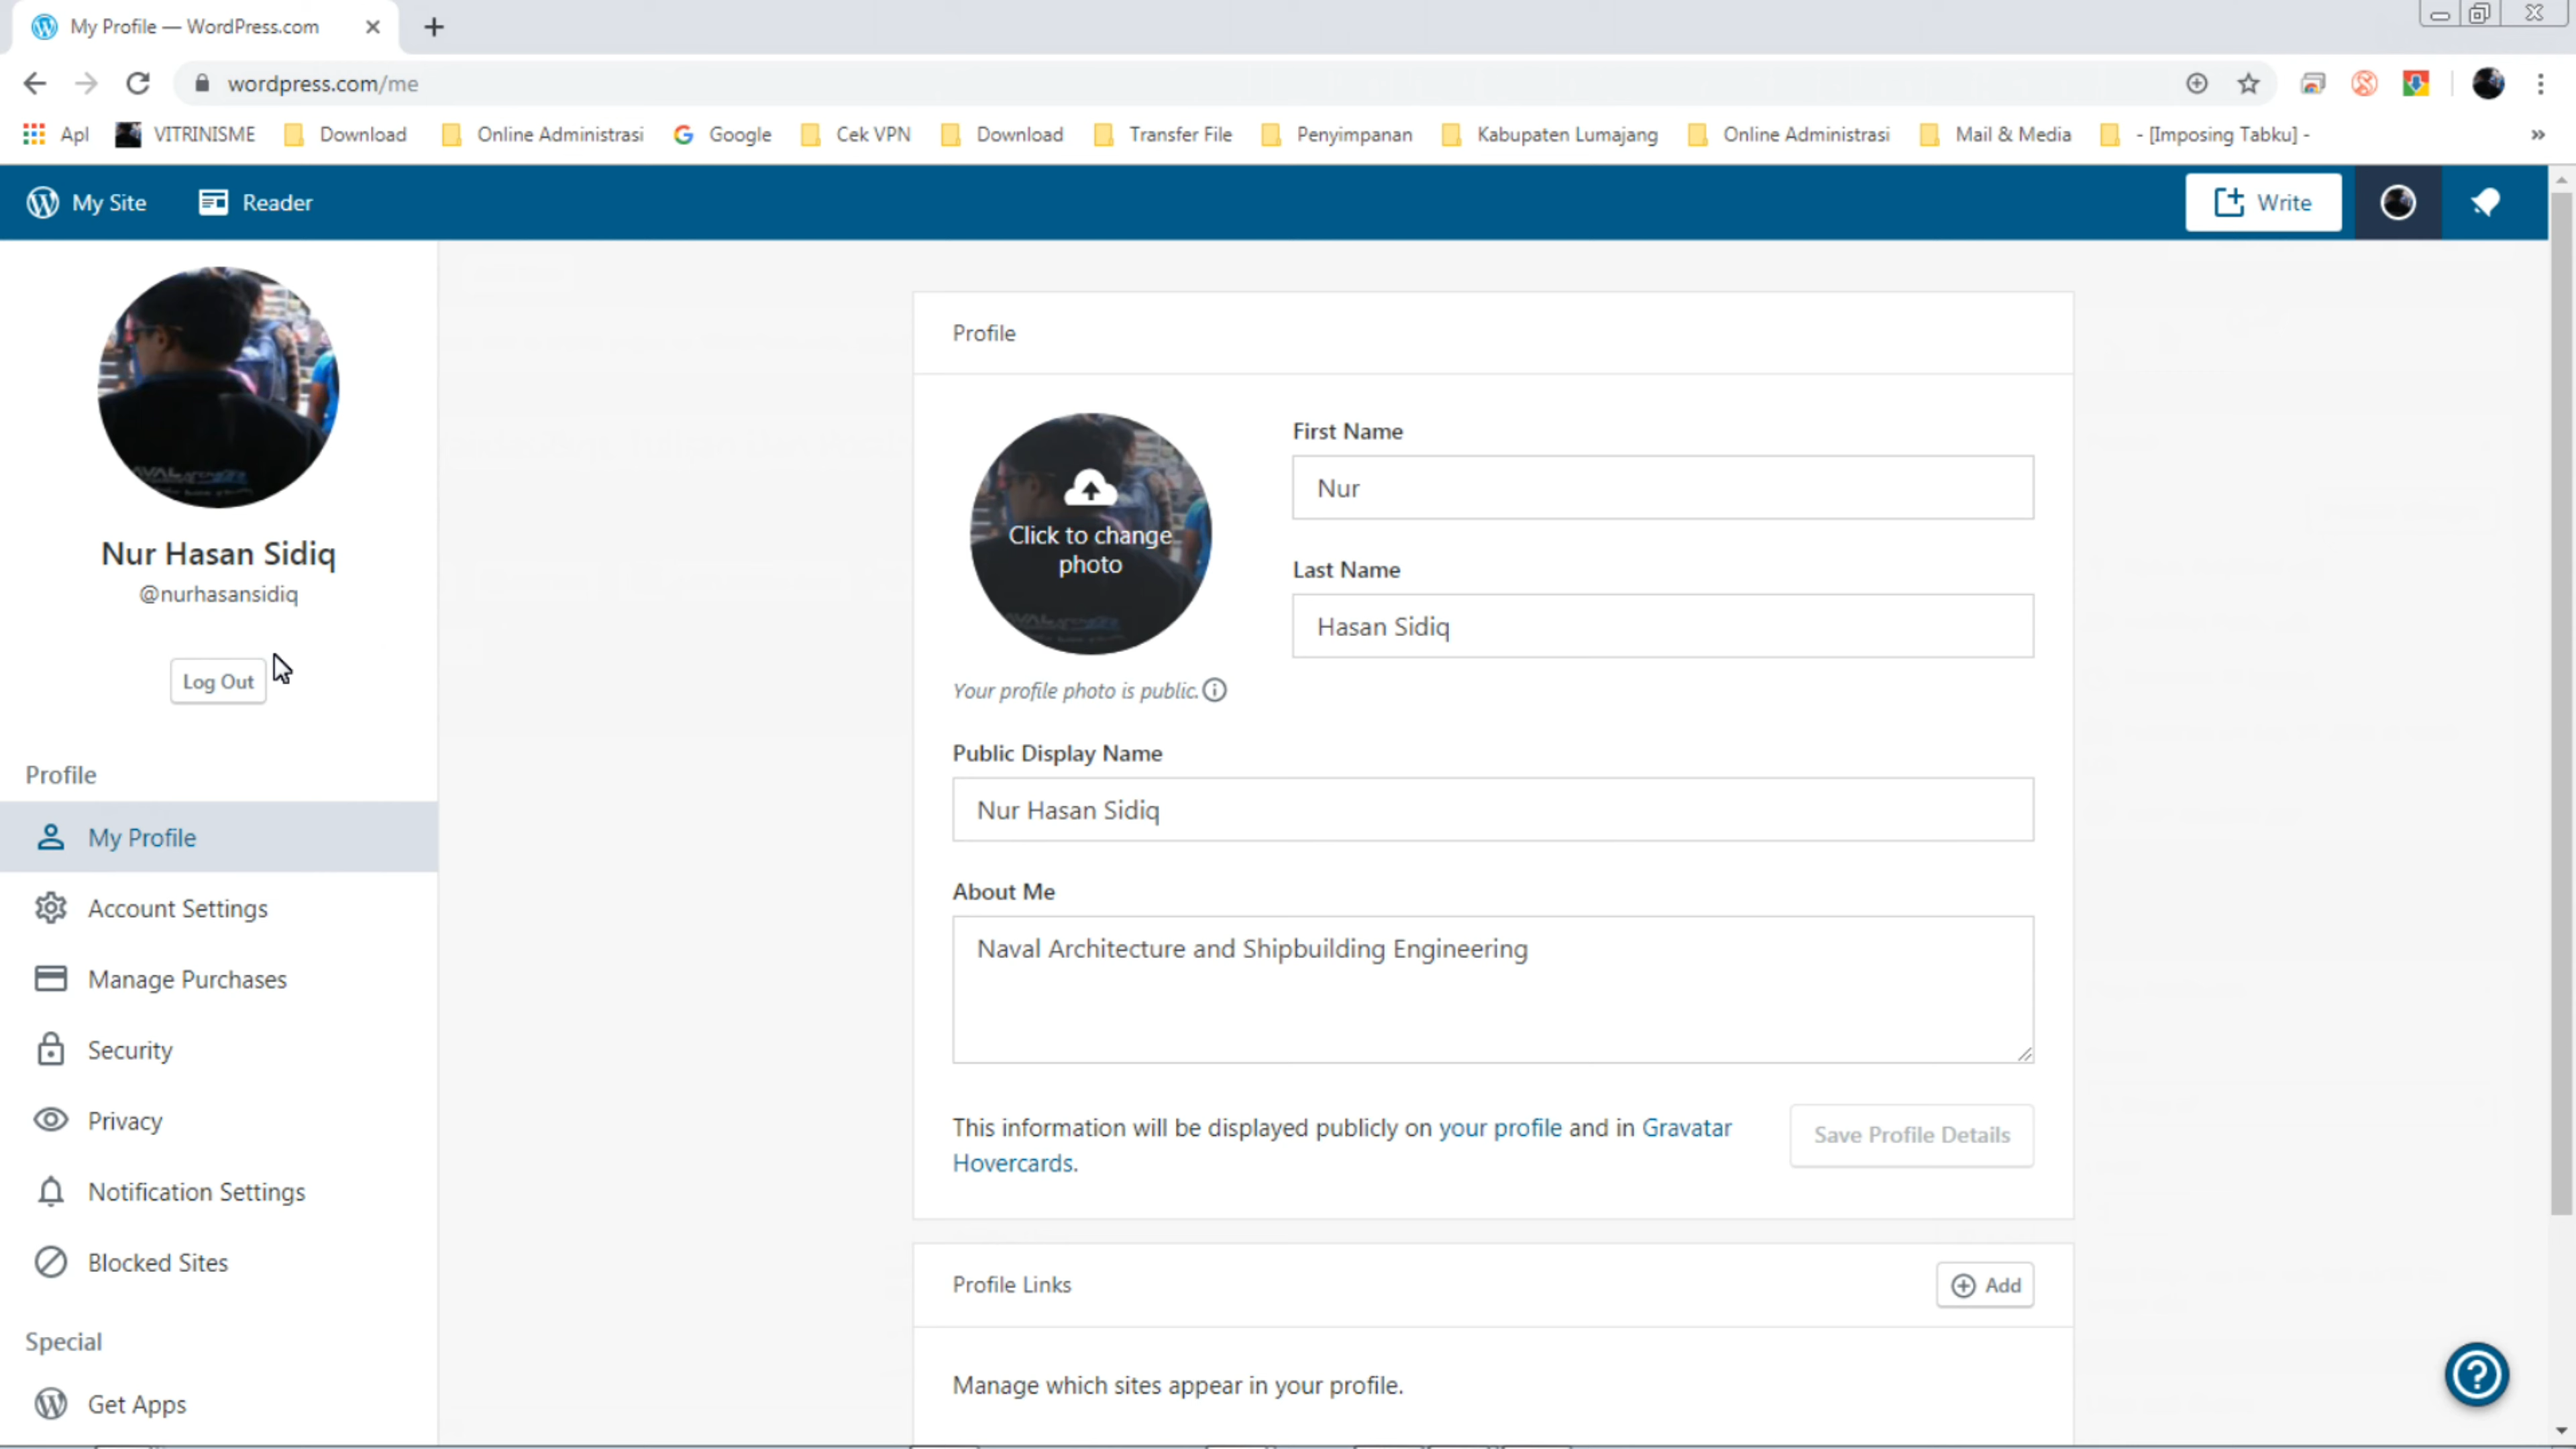 My Profile — WordPress.com
wordpress.com/me
Apl VITRINISME Download Online Administrasi Google Cek VPN Download Transfer File Penyimpanan Kabupaten Lumajang Online Administrasi Mail & Media - [Imposing Tabku] - »
My Site Reader Write
Nur Hasan Sidiq
@nurhasansidiq
Log Out
Profile
My Profile
Account Settings
Manage Purchases
Security
Privacy
Notification Settings
Blocked Sites
Special
Get Apps
Profile
Click to change
photo
Your profile photo is public.
First Name
Nur
Last Name
Hasan Sidiq
Public Display Name
Nur Hasan Sidiq
About Me
Naval Architecture and Shipbuilding Engineering
This information will be displayed publicly on your profile and in Gravatar
Hovercards.
Save Profile Details
Profile Links
Add
Manage which sites appear in your profile.